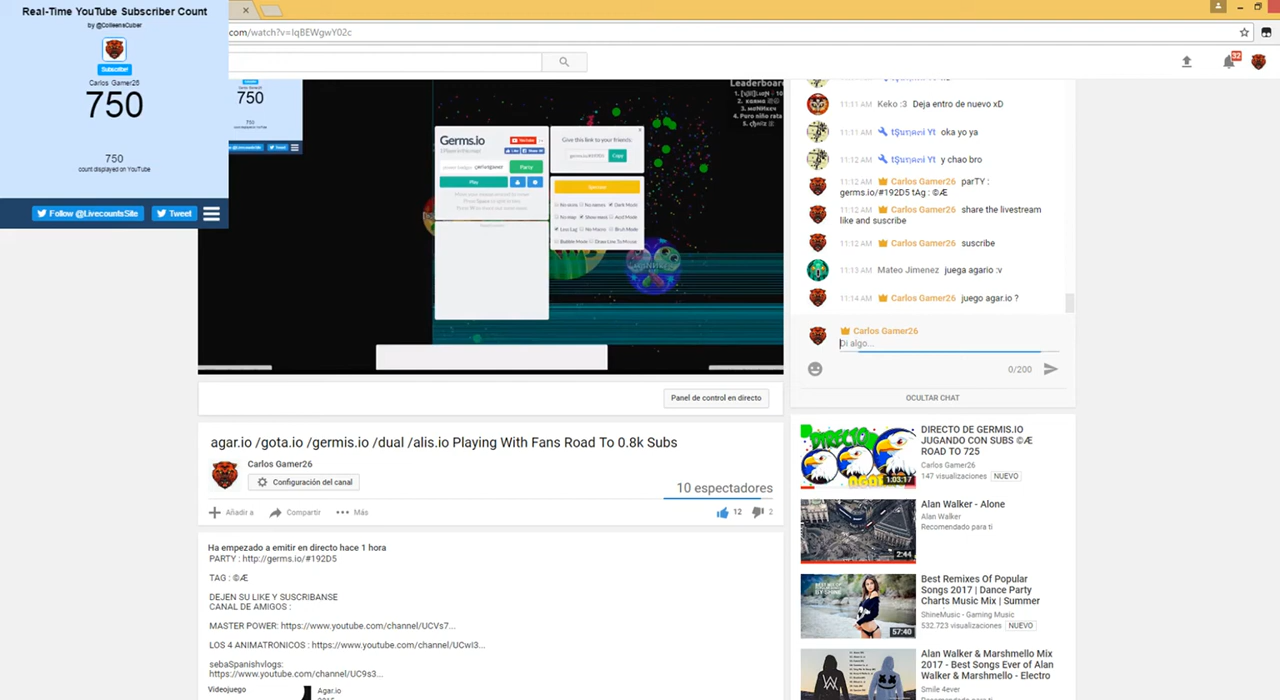 Real-Time YouTube Subscriber Count
by @ColleensCuber
Subscribe!
Carlos Gamer26
750
750
count displayed on YouTube
Follow @LivecountsSite
Tweet
com/watch?v=IqBEWgwY02c
32
750
750
Tweet
Leaderboard
Germs.io
YouTube
Party
Play
Give this link to your friends:
Copy
11:11 AM Keko :3 Deja entro de nuevo xD
11:11 AM oka yo ya
11:12 AM y chao bro
11:12 AM Carlos Gamer26 parTY :
germs.io/#192D5 tAg : ©Æ
11:12 AM Carlos Gamer26 share the livestream
like and suscribe
11:12 AM Carlos Gamer26 suscribe
11:13 AM Mateo Jimenez juega agario :v
11:14 AM Carlos Gamer26 juego agar.io ?
Carlos Gamer26
Di algo...
0/200
OCULTAR CHAT
Panel de control en directo
agar.io /gota.io /germis.io /dual /alis.io Playing With Fans Road To 0.8k Subs
Carlos Gamer26
Configuración del canal
10 espectadores
Añadir a
Compartir
Más
12
2
Ha empezado a emitir en directo hace 1 hora
PARTY : http://germs.io/#192D5
TAG : ©Æ
DEJEN SU LIKE Y SUSCRIBANSE
CANAL DE AMIGOS :
MASTER POWER: https://www.youtube.com/channel/UCVs7...
LOS 4 ANIMATRONICOS : https://www.youtube.com/channel/UCwI3...
sebaSpanishvlogs:
https://www.youtube.com/channel/UC9s3...
Videojuego
Agar.io
DIRECTO
1:03:17
DIRECTO DE GERMIS.IO
JUGANDO CON SUBS ©Æ
ROAD TO 725
Carlos Gamer26
147 visualizaciones NUEVO
2:44
Alan Walker - Alone
Alan Walker
Recomendado para ti
57:40
Best Remixes Of Popular
Songs 2017 | Dance Party
Charts Music Mix | Summer
ShineMusic - Gaming Music
532.723 visualizaciones NUEVO
Alan Walker & Marshmello Mix
2017 - Best Songs Ever of Alan
Walker & Marshmello - Electro
Smile 4ever